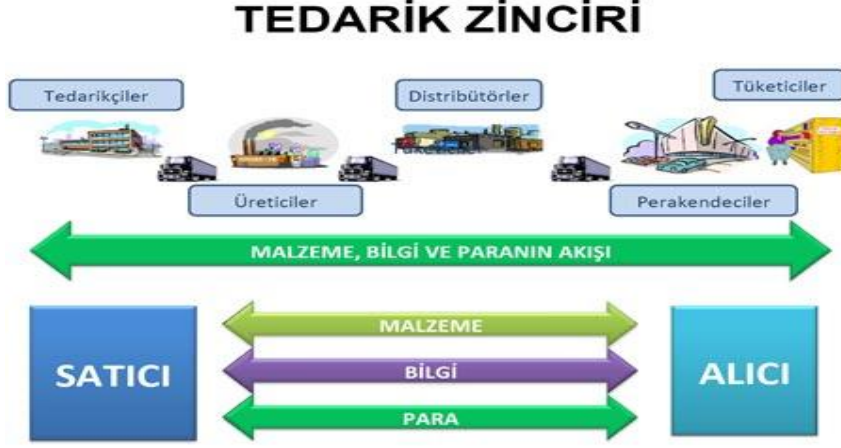 TEDARİK ZİNCİRİ
Tedarikçiler
Distribütörler
Tüketiciler
Üreticiler
Perakendeciler
MALZEME, BİLGİ VE PARANIN AKIŞI
SATICI
MALZEME
BİLGİ
PARA
ALICI